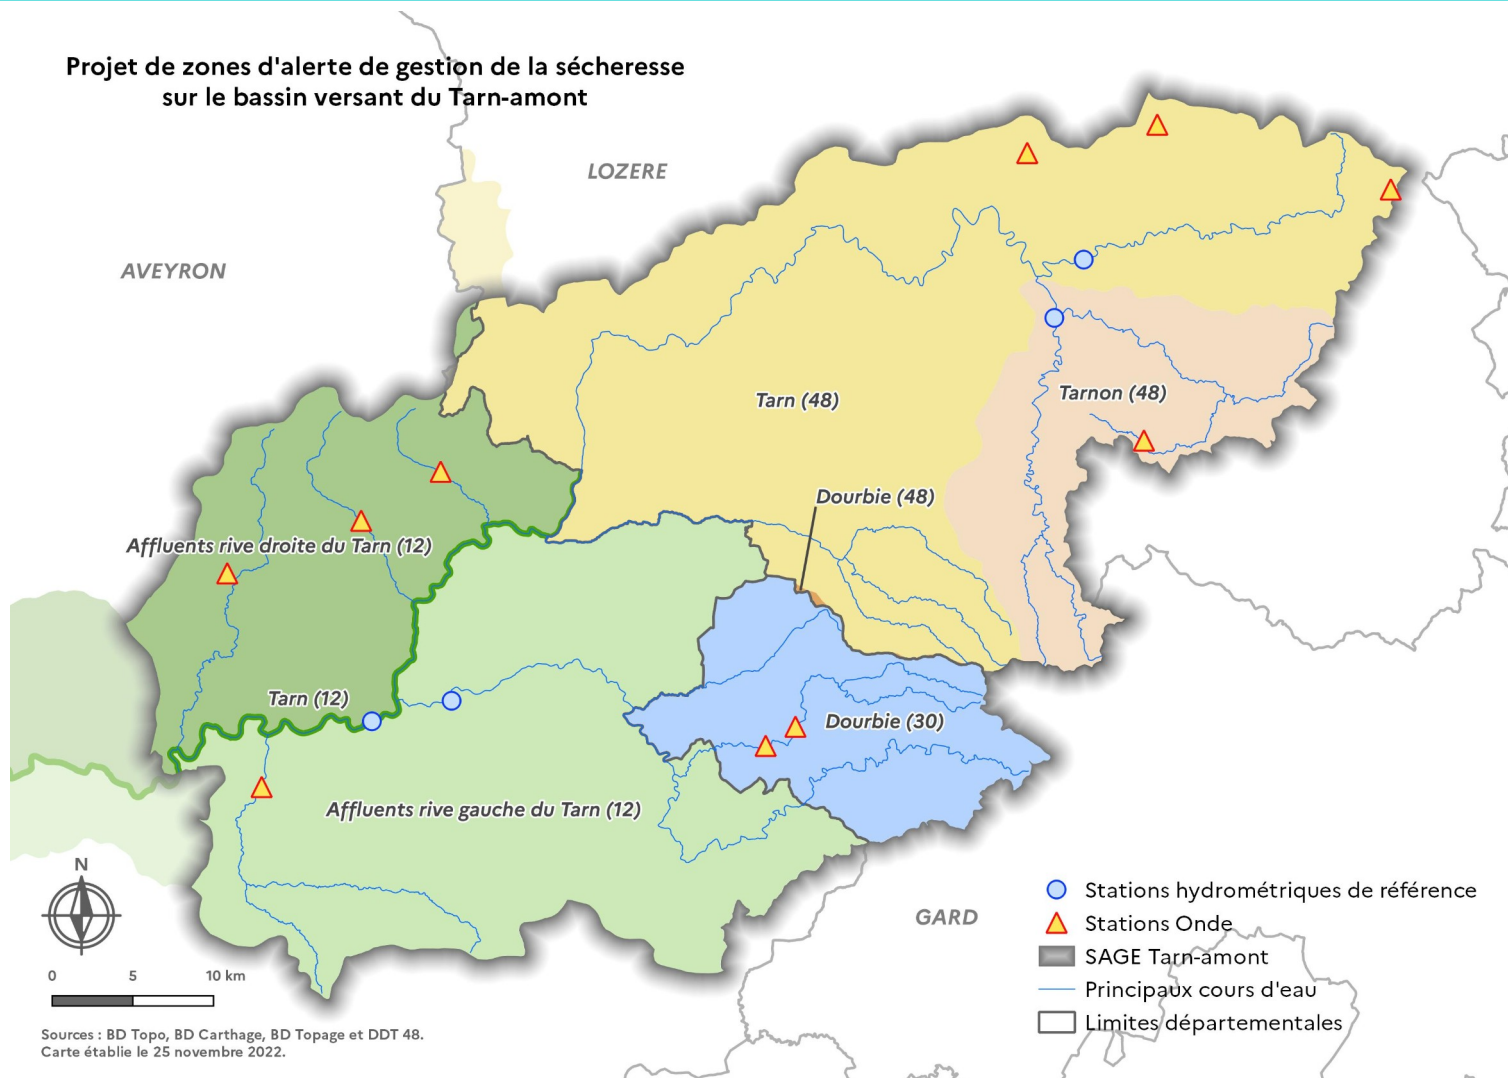 Projet de zones d'alerte de gestion de la sécheresse
sur le bassin versant du Tarn-amont
LOZERE
AVEYRON
Tarn (48)
Tarnon (48)
Dourbie (48)
Affluents rive droite du Tarn (12)
Tarn (12)
Dourbie (30)
Affluents rive gauche du Tarn (12)
GARD
N
0 5 10 km
Sources : BD Topo, BD Carthage, BD Topage et DDT 48.
Carte établie le 25 novembre 2022.
Stations hydrométriques de référence
Stations Onde
SAGE Tarn-amont
Principaux cours d'eau
Limites départementales